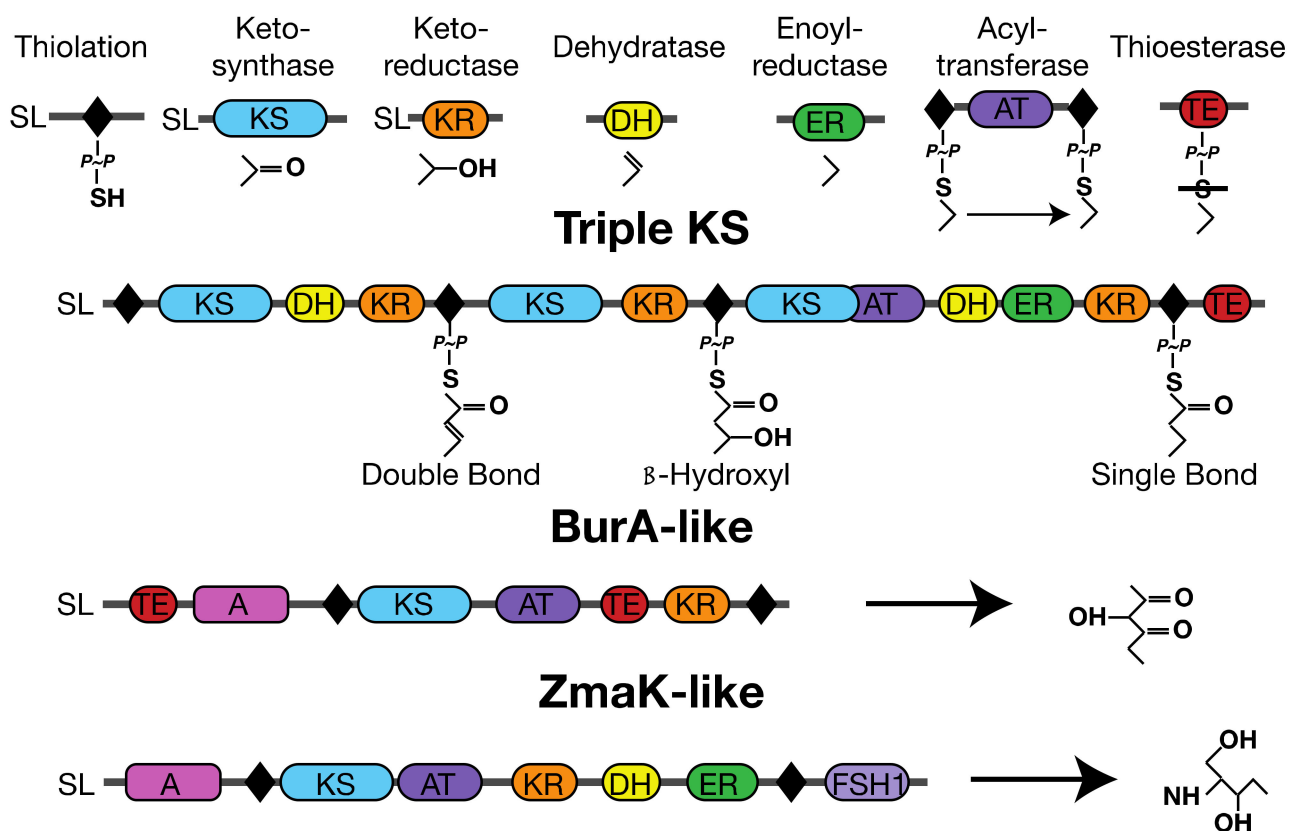 Thiolation
Keto-
synthase
Keto-
reductase
Dehydratase
Enoyl-
reductase
Acyl-
transferase
Thioesterase
SL
SL KS
SL KR
DH
ER
AT
TE
P~P
SH
O
OH
P~P
S
P~P
S
P~P
S
Triple KS
SL KS DH KR KS KR KS AT DH ER KR TE
P~P P~P P~P
S S S
O O O
OH
Double Bond
ꞵ-Hydroxyl
Single Bond
BurA-like
SL TE A KS AT TE KR
O
OH
O
ZmaK-like
SL A KS AT KR DH ER FSH1
OH
NH
OH